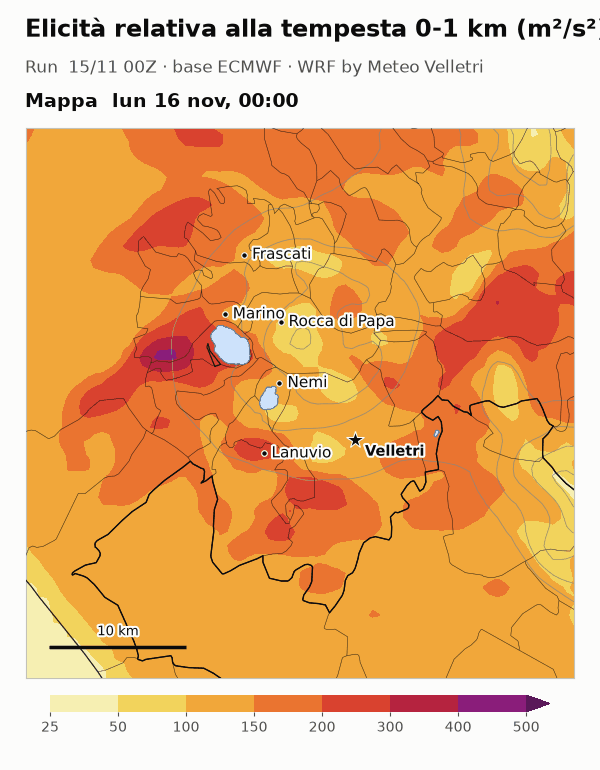 Elicità relativa alla tempesta 0-1 km (m²/s²)
Run 15/11 00Z · base ECMWF · WRF by Meteo Velletri
Mappa lun 16 nov, 00:00
Frascati
Marino
Rocca di Papa
Nemi
Velletri
Lanuvio
10 km
25 50 100 150 200 300 400 500